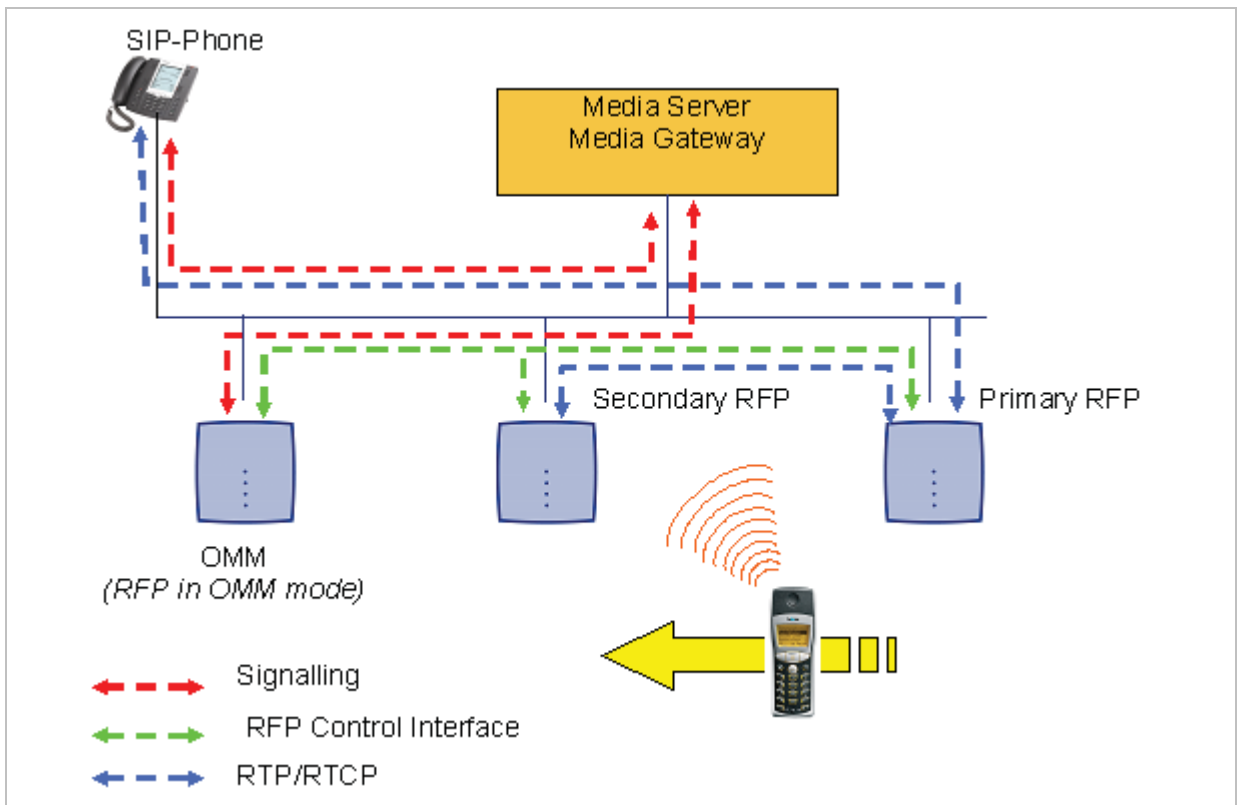 SIP-Phone
Media Server
Media Gateway
Secondary RFP
Primary RFP
OMM
(RFP in OMM mode)
Signalling
RFP Control Interface
RTP/RTCP